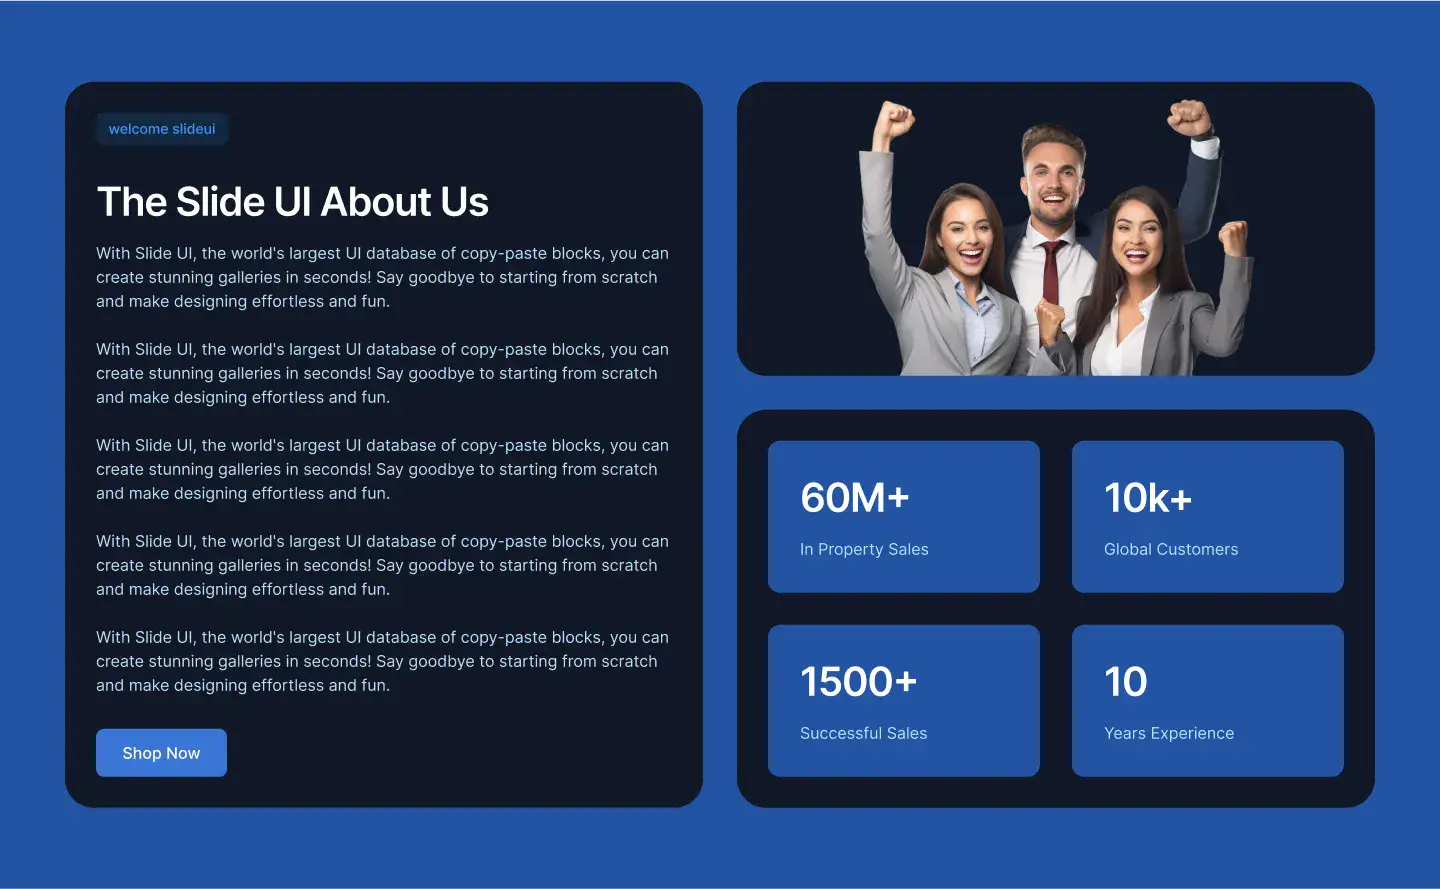 welcome slideui
The Slide UI About Us
With Slide UI, the world's largest UI database of copy-paste blocks, you can
create stunning galleries in seconds! Say goodbye to starting from scratch
and make designing effortless and fun.
With Slide UI, the world's largest UI database of copy-paste blocks, you can
create stunning galleries in seconds! Say goodbye to starting from scratch
and make designing effortless and fun.
With Slide UI, the world's largest UI database of copy-paste blocks, you can
create stunning galleries in seconds! Say goodbye to starting from scratch
and make designing effortless and fun.
With Slide UI, the world's largest UI database of copy-paste blocks, you can
create stunning galleries in seconds! Say goodbye to starting from scratch
and make designing effortless and fun.
With Slide UI, the world's largest UI database of copy-paste blocks, you can
create stunning galleries in seconds! Say goodbye to starting from scratch
and make designing effortless and fun.
Shop Now
60M+
In Property Sales
10k+
Global Customers
1500+
Successful Sales
10
Years Experience